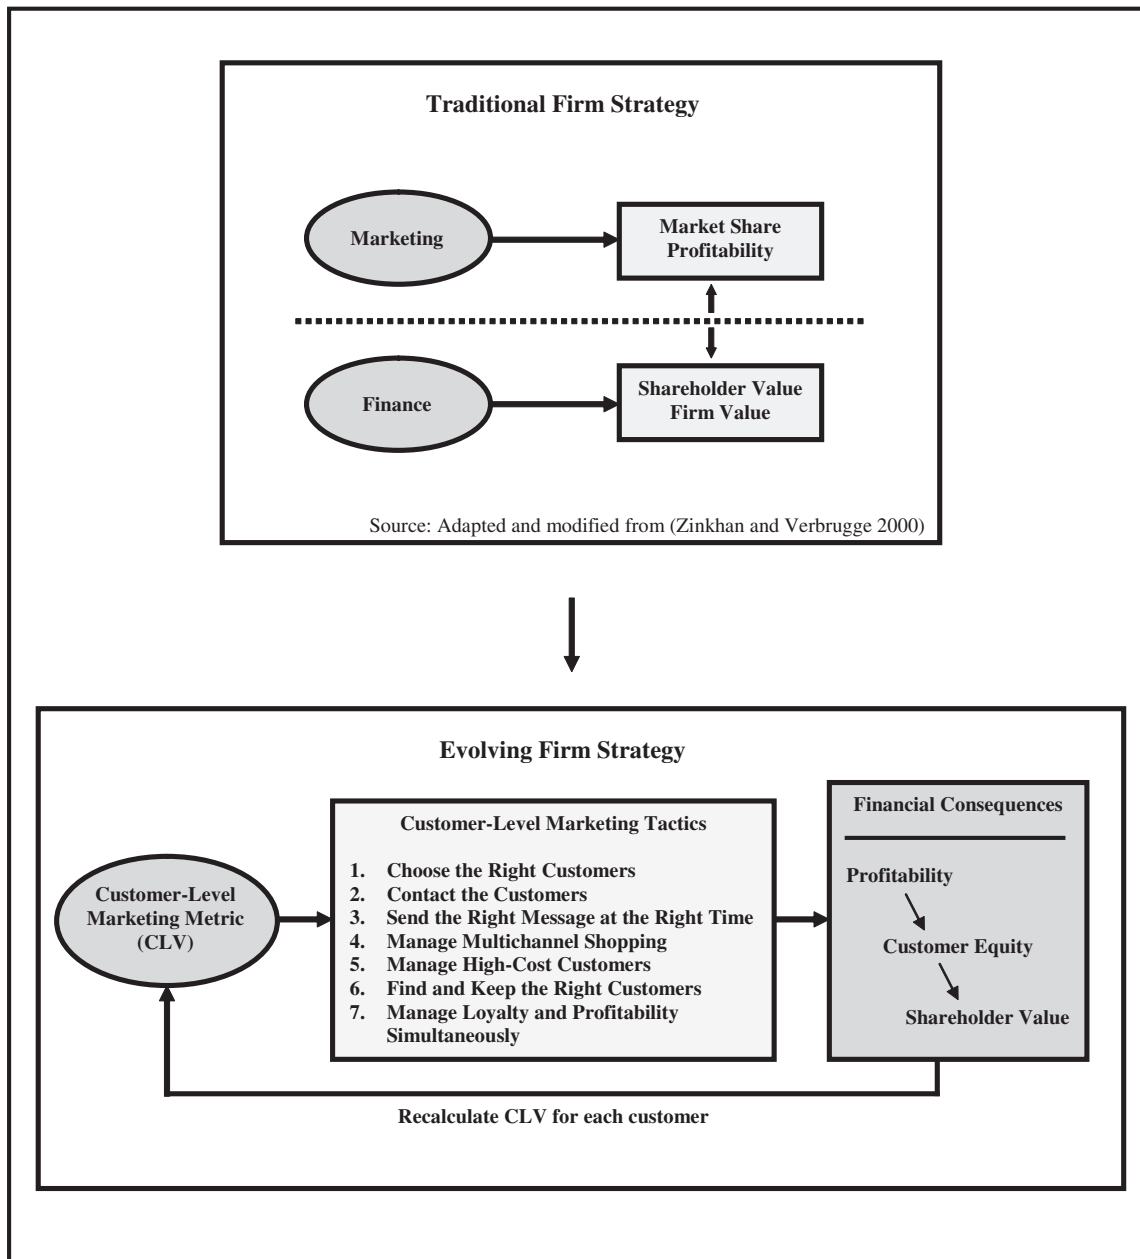 Traditional Firm Strategy
Marketing
Market Share
Profitability
Finance
Shareholder Value
Firm Value
Source: Adapted and modified from (Zinkhan and Verbrugge 2000)
Evolving Firm Strategy
Customer-Level
Marketing Metric
(CLV)
Customer-Level Marketing Tactics
1. Choose the Right Customers
2. Contact the Customers
3. Send the Right Message at the Right Time
4. Manage Multichannel Shopping
5. Manage High-Cost Customers
6. Find and Keep the Right Customers
7. Manage Loyalty and Profitability
Simultaneously
Financial Consequences
Profitability
Customer Equity
Shareholder Value
Recalculate CLV for each customer